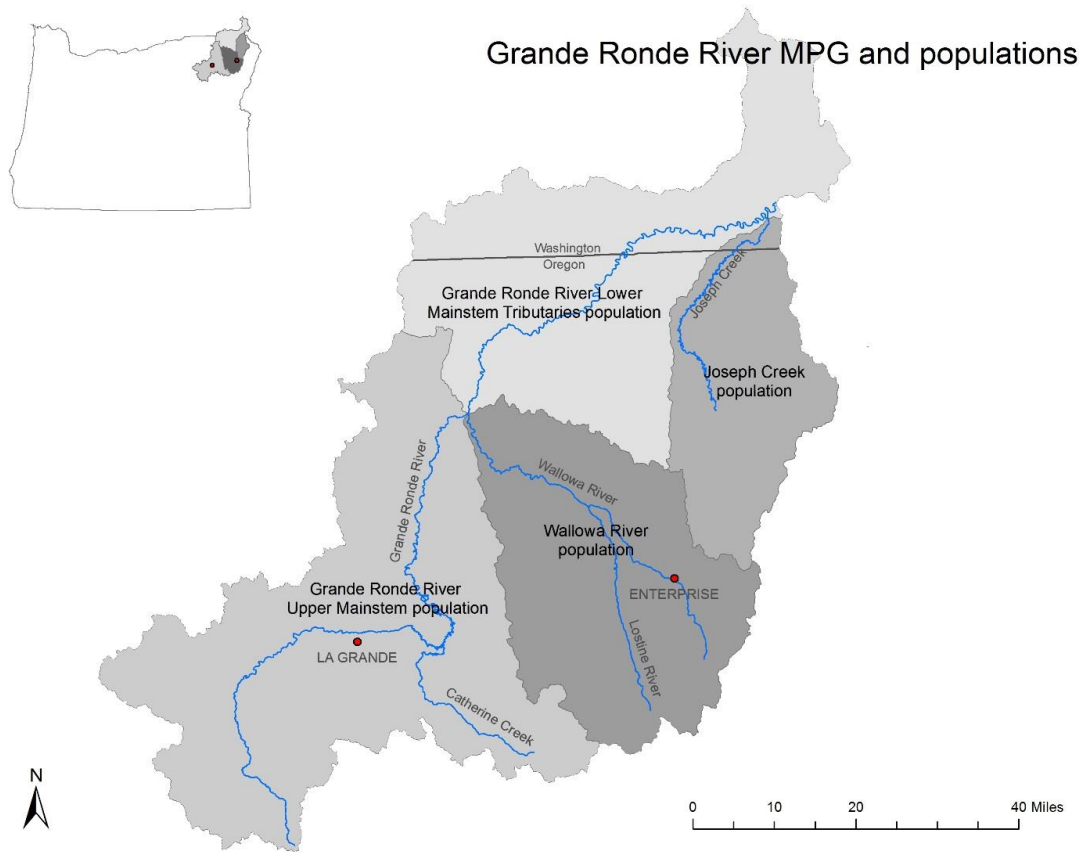 Grande Ronde River MPG and populations
Washington
Oregon
Grande Ronde River Lower
Mainstem Tributaries population
Joseph Creek
Joseph Creek
population
Grande Ronde River
Wallowa River
Wallowa River
population
ENTERPRISE
Grande Ronde River
Upper Mainstem population
LA GRANDE
Lostine River
Catherine Creek
N
0 10 20 40 Miles